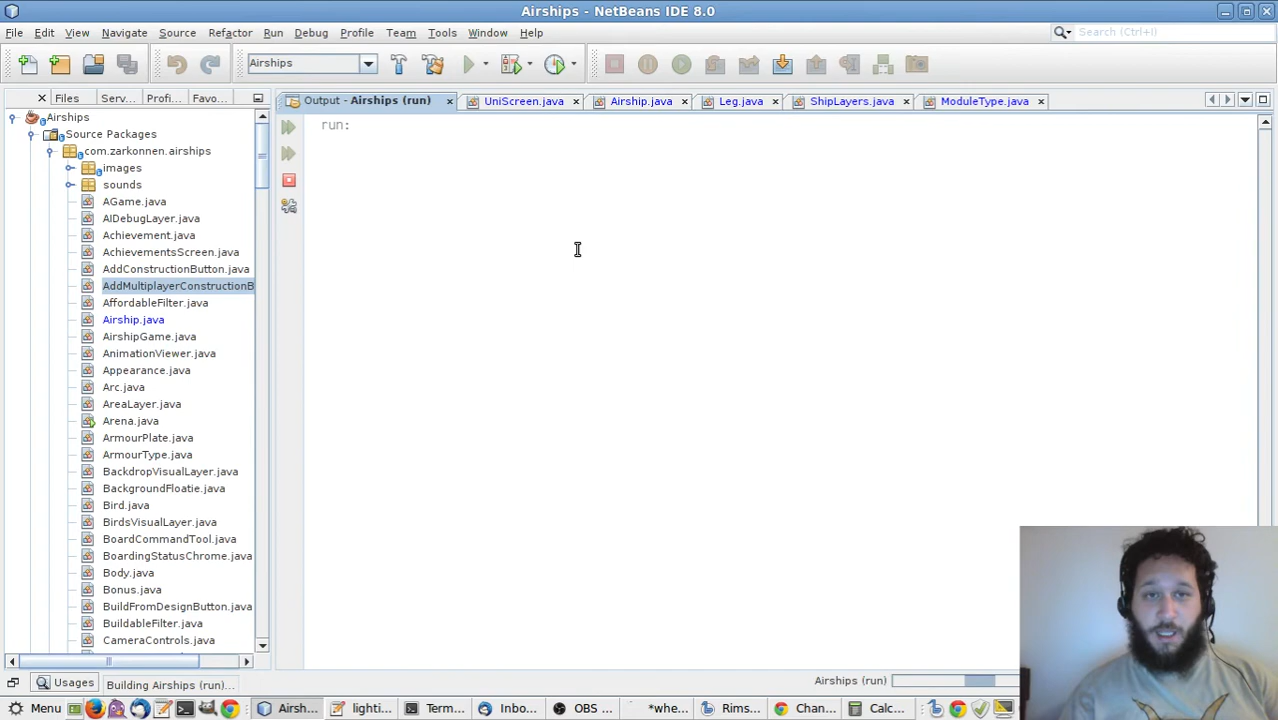 Airships - NetBeans IDE 8.0
File Edit View Navigate Source Refactor Run Debug Profile Team Tools Window Help
Search (Ctrl+I)
Airships
Files Serv... Profi... Favo...
Output - Airships (run) UniScreen.java Airship.java Leg.java ShipLayers.java ModuleType.java
run:
Airships
Source Packages
com.zarkonnen.airships
images
sounds
AGame.java
AIDebugLayer.java
Achievement.java
AchievementsScreen.java
AddConstructionButton.java
AddMultiplayerConstructionB
AffordableFilter.java
Airship.java
AirshipGame.java
AnimationViewer.java
Appearance.java
Arc.java
AreaLayer.java
Arena.java
ArmourPlate.java
ArmourType.java
BackdropVisualLayer.java
BackgroundFloatie.java
Bird.java
BirdsVisualLayer.java
BoardCommandTool.java
BoardingStatusChrome.java
Body.java
Bonus.java
BuildFromDesignButton.java
BuildableFilter.java
CameraControls.java
Usages
Building Airships (run)...
Airships (run)
Menu
Airsh...
lighti...
Term...
Inbo...
OBS ...
*whe...
Rims...
Chan...
Calc...